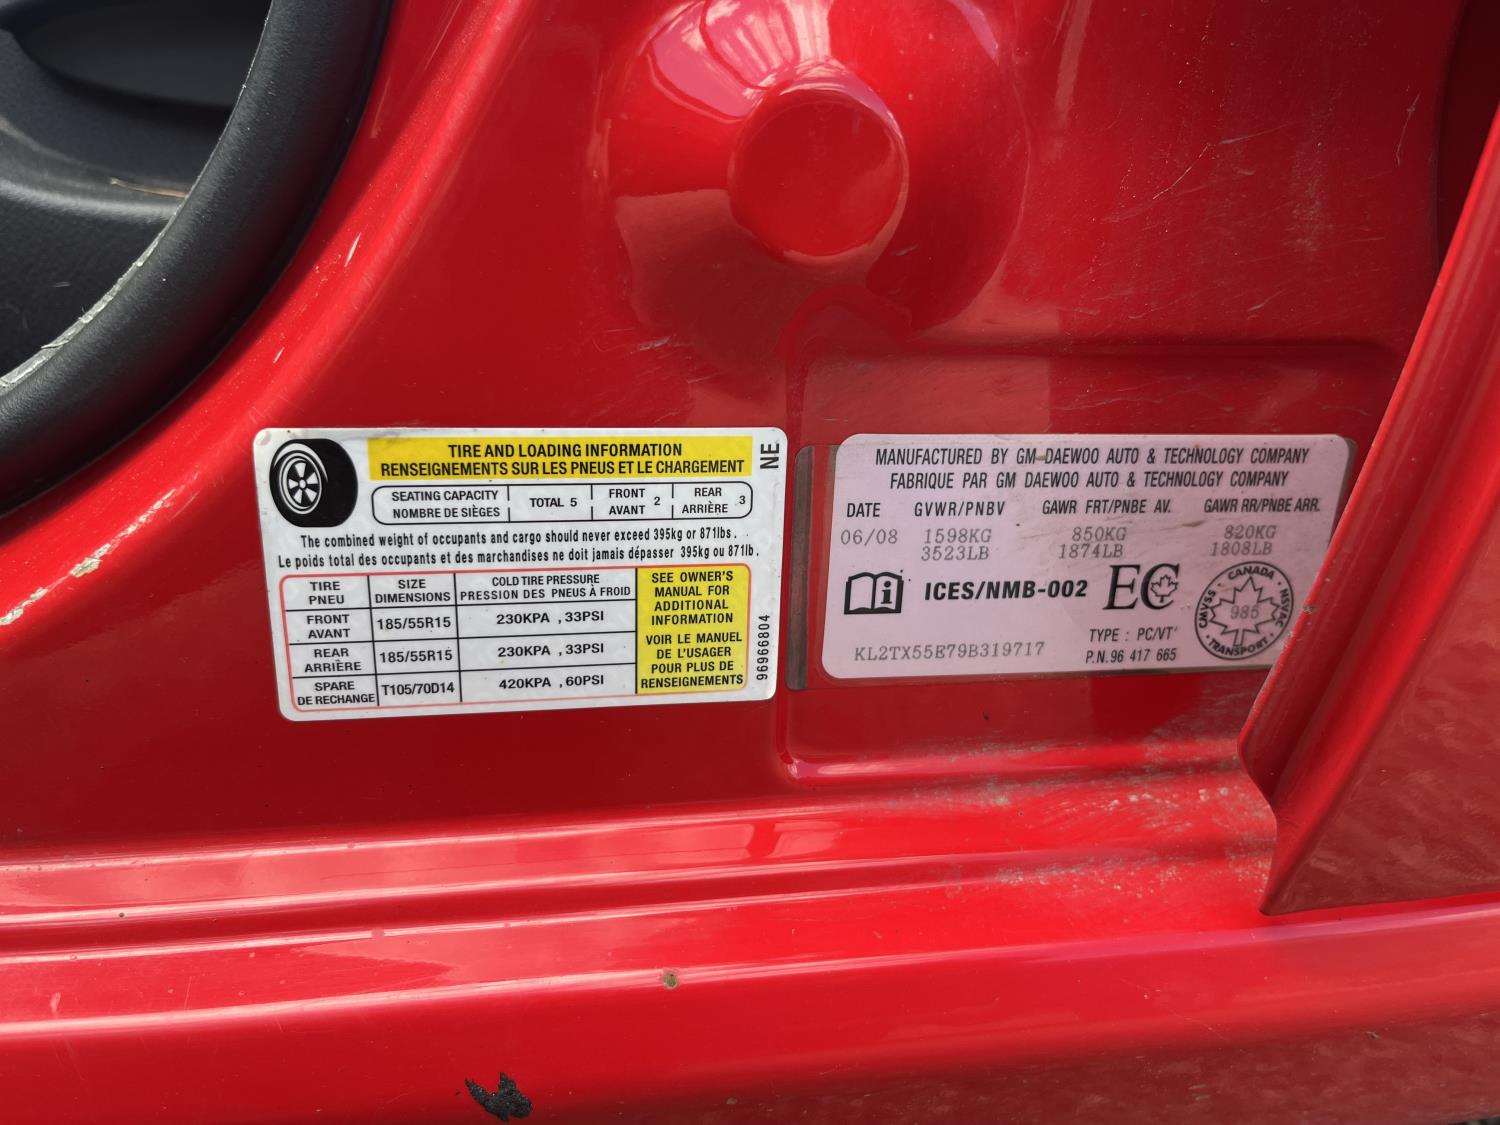 TIRE AND LOADING INFORMATION
RENSEIGNEMENTS SUR LES PNEUS ET LE CHARGEMENT
NE
SEATING CAPACITY
NOMBRE DE SIÈGES
TOTAL 5
FRONT
AVANT
2
REAR
ARRIÈRE
3
The combined weight of occupants and cargo should never exceed 395kg or 871lbs.
Le poids total des occupants et des marchandises ne doit jamais dépasser 395kg ou 871lb.
TIRE
PNEU
SIZE
DIMENSIONS
COLD TIRE PRESSURE
PRESSION DES PNEUS À FROID
FRONT
AVANT
185/55R15
230KPA , 33PSI
REAR
ARRIÈRE
185/55R15
230KPA , 33PSI
SPARE
DE RECHANGE
T105/70D14
420KPA , 60PSI
SEE OWNER'S
MANUAL FOR
ADDITIONAL
INFORMATION
VOIR LE MANUEL
DE L'USAGER
POUR PLUS DE
RENSEIGNEMENTS
96966804
MANUFACTURED BY GM DAEWOO AUTO & TECHNOLOGY COMPANY
FABRIQUE PAR GM DAEWOO AUTO & TECHNOLOGY COMPANY
DATE GVWR/PNBV GAWR FRT/PNBE AV. GAWR RR/PNBE ARR.
06/08 1598KG 850KG 820KG
3523LB 1874LB 1808LB
i ICES/NMB-002 EC
CANADA
CMVSS
NSVAC
985
KL2TX55E79B319717
TYPE : PC/VT
P.N.96 417 665